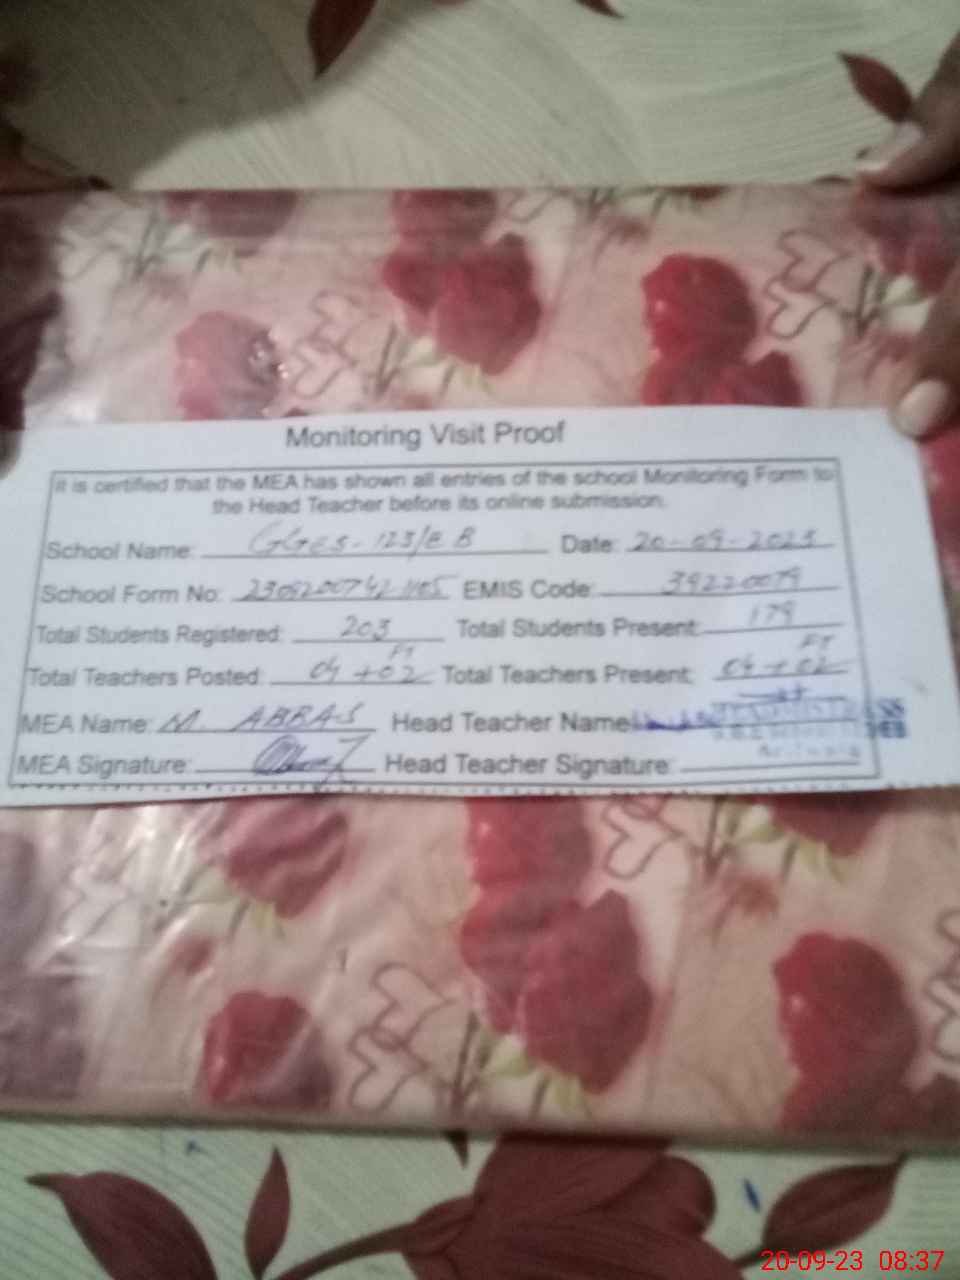 Monitoring Visit Proof
It is certified that the MEA has shown all entries of the school Monitoring Form to
the Head Teacher before its online submission.
School Name: GGES-123/EB Date: 20-09-2023
School Form No: EMIS Code: 39220079
Total Students Registered: 203 Total Students Present: 179
FT FT
Total Teachers Posted: 04+02 Total Teachers Present: 04+02
MEA Name: M. ABBAS Head Teacher Name:
MEA Signature: Head Teacher Signature:
20-09-23 08:37